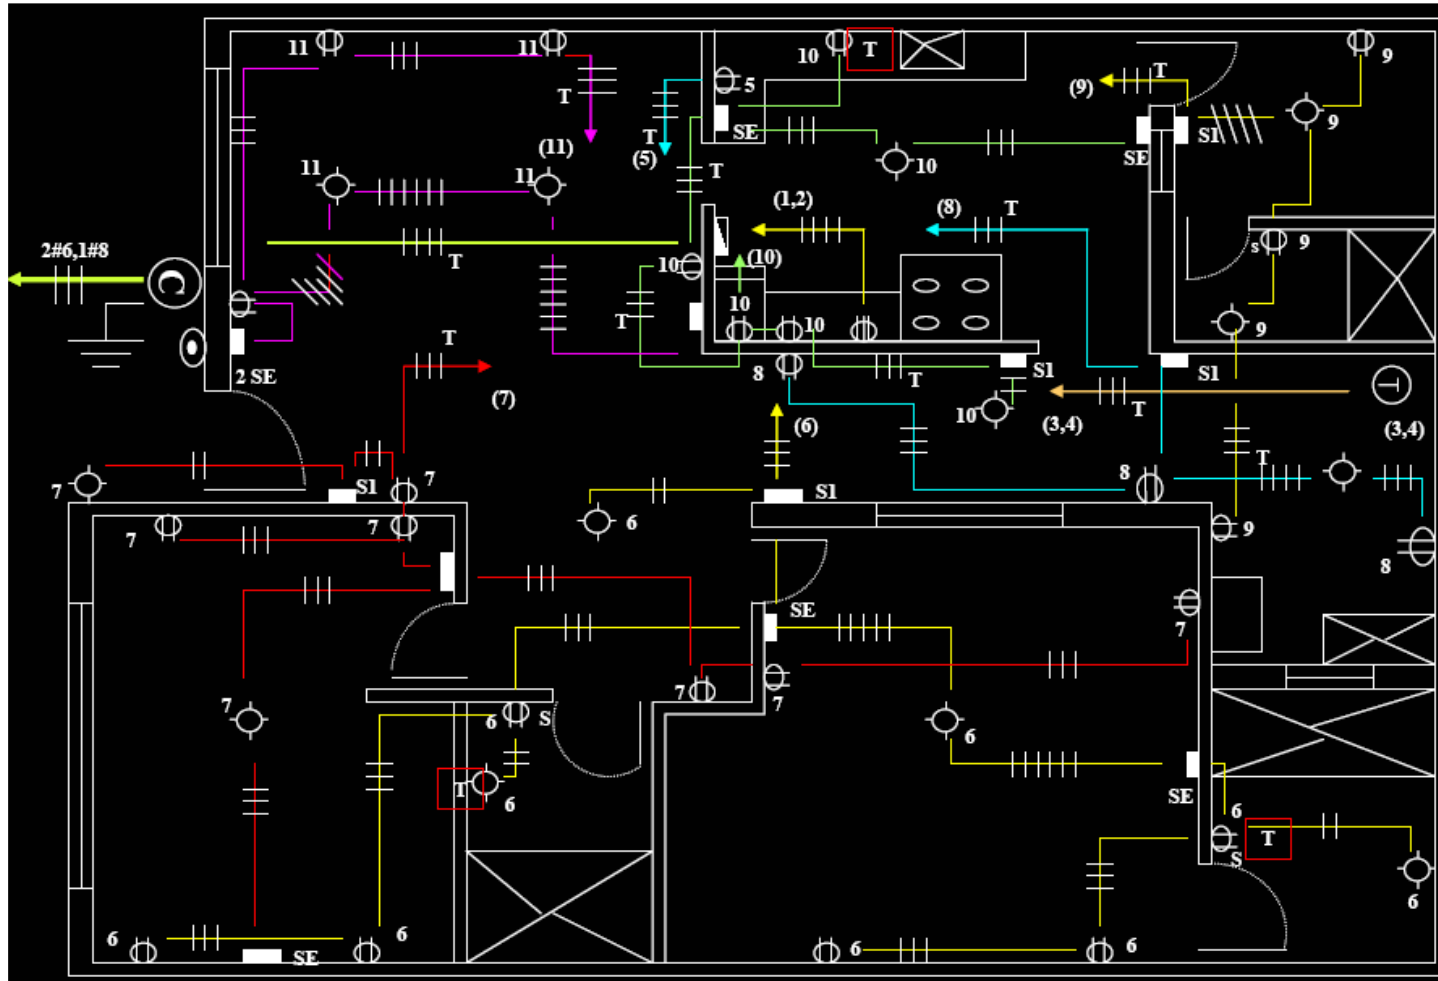 11 11 10 T 9
T 5 (9) T 9
T (5) SE SE S1
11 11 (11) T 10
(1,2) (8) T s 9
2#6,1#8 C T 10 (10)
T 10 10 9
2 SE T 8 T S1 S1
(7) 10 (3,4) T T (3,4)
(6)
7 S1 7 S1 8 T
7 7 6 9 8
SE 7
7 6 S 7 7 6
T 6 SE 6
S T 6
6 SE 6 6 6